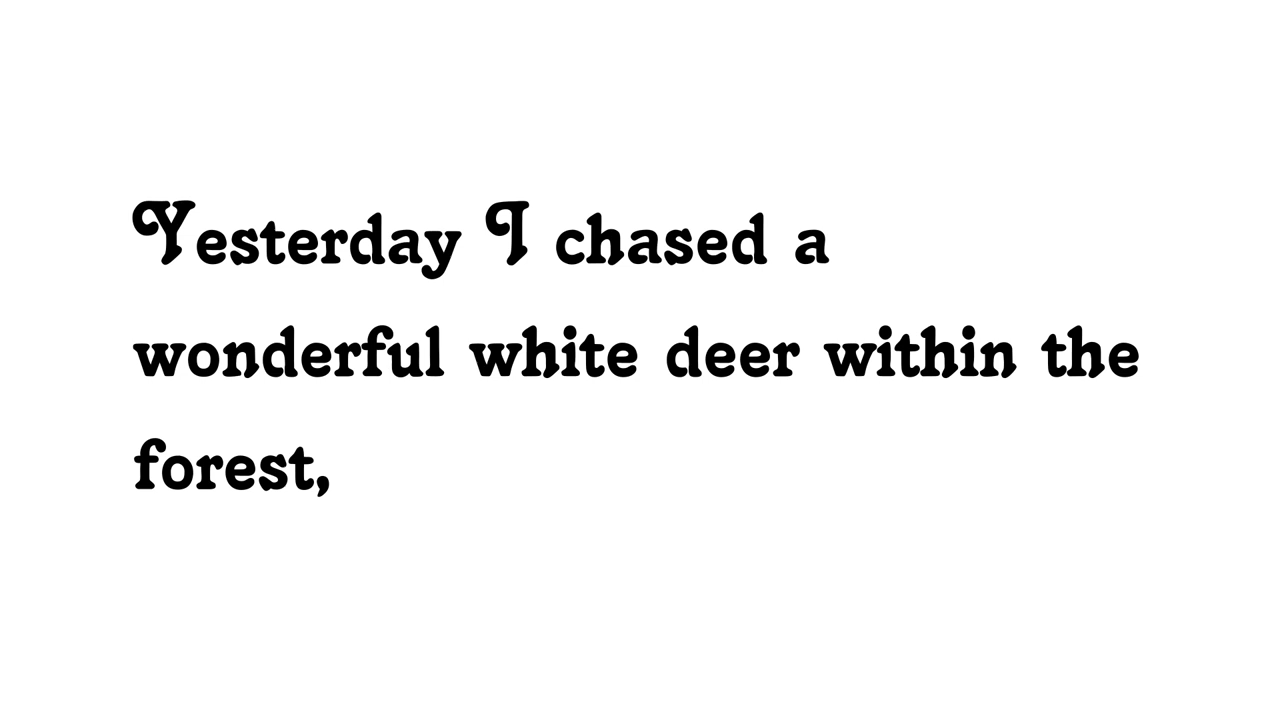 Yesterday I chased a
wonderful white deer within the
forest,